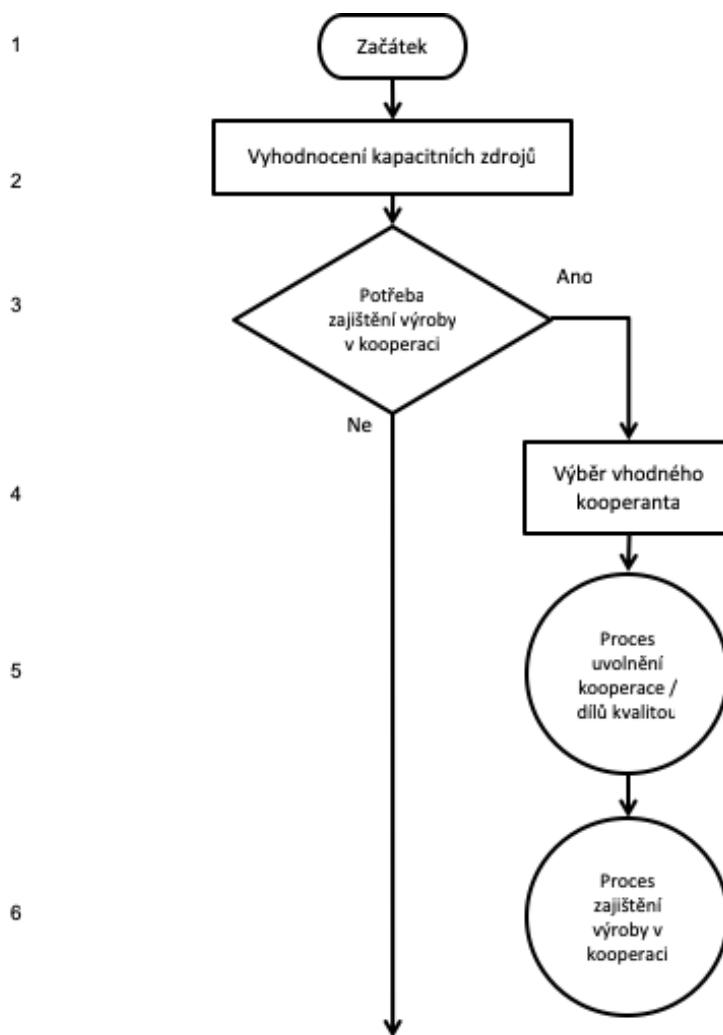 1
Začátek
Vyhodnocení kapacitních zdrojů
2
Ano
3
Potřeba
zajištění výroby
v kooperaci
Ne
4
Výběr vhodného
kooperanta
Proces
5
uvolnění
kooperace /
dílů kvalitou
Proces
6
zajištění
výroby v
kooperaci